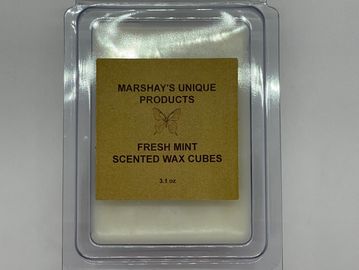 MARSHAY'S UNIQUE
PRODUCTS
FRESH MINT
SCENTED WAX CUBES
3.1 oz